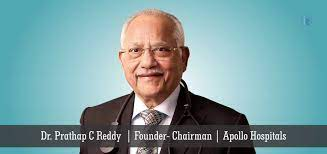 Dr. Prathap C Reddy | Founder- Chairman | Apollo Hospitals